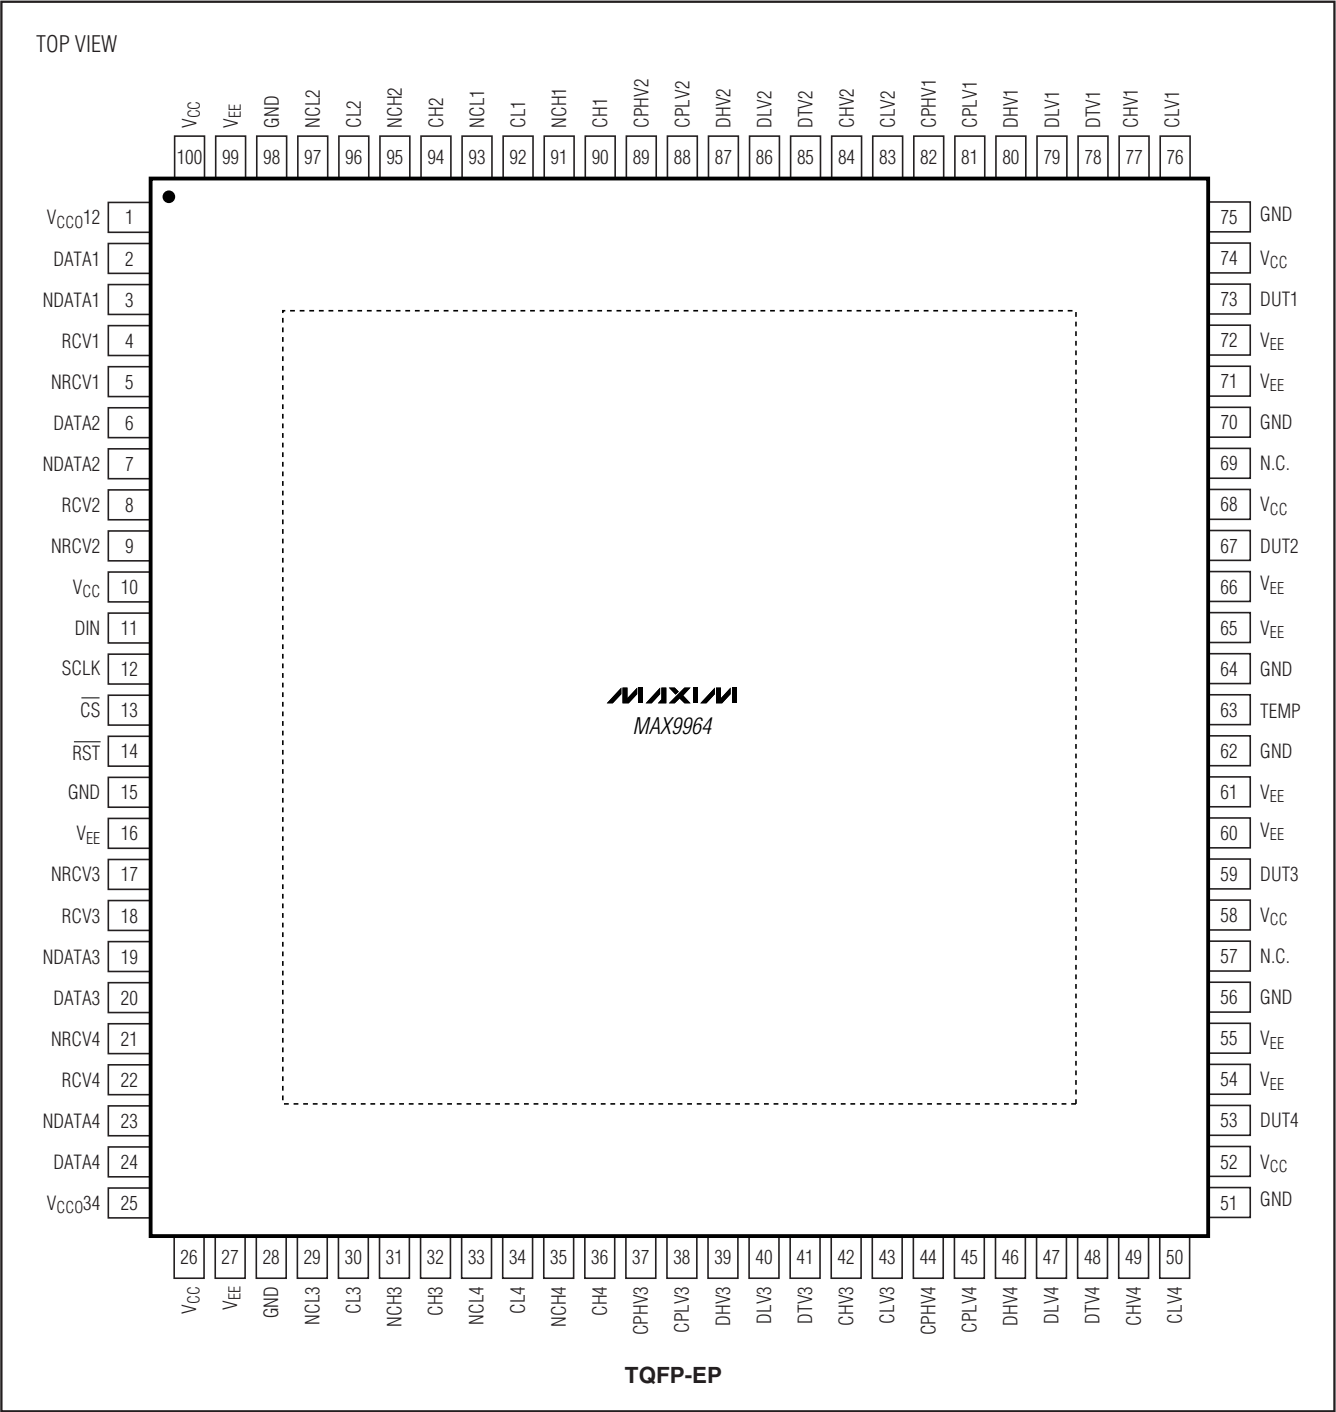 TOP VIEW
VCC VEE GND NCL2 CL2 NCH2 CH2 NCL1 CL1 NCH1 CH1 CPHV2 CPLV2 DHV2 DLV2 DTV2 CHV2 CLV2 CPHV1 CPLV1 DHV1 DLV1 DTV1 CHV1 CLV1
100 99 98 97 96 95 94 93 92 91 90 89 88 87 86 85 84 83 82 81 80 79 78 77 76
VCCO12 1 75 GND
DATA1 2 74 VCC
NDATA1 3 73 DUT1
RCV1 4 72 VEE
NRCV1 5 71 VEE
DATA2 6 70 GND
NDATA2 7 69 N.C.
RCV2 8 68 VCC
NRCV2 9 67 DUT2
VCC 10 66 VEE
DIN 11 65 VEE
SCLK 12 64 GND
MAXIM
C̅S̅ 13 63 TEMP
MAX9964
R̅S̅T̅ 14 62 GND
GND 15 61 VEE
VEE 16 60 VEE
NRCV3 17 59 DUT3
RCV3 18 58 VCC
NDATA3 19 57 N.C.
DATA3 20 56 GND
NRCV4 21 55 VEE
RCV4 22 54 VEE
NDATA4 23 53 DUT4
DATA4 24 52 VCC
VCCO34 25 51 GND
26 27 28 29 30 31 32 33 34 35 36 37 38 39 40 41 42 43 44 45 46 47 48 49 50
VCC VEE GND NCL3 CL3 NCH3 CH3 NCL4 CL4 NCH4 CH4 CPHV3 CPLV3 DHV3 DLV3 DTV3 CHV3 CLV3 CPHV4 CPLV4 DHV4 DLV4 DTV4 CHV4 CLV4
TQFP-EP